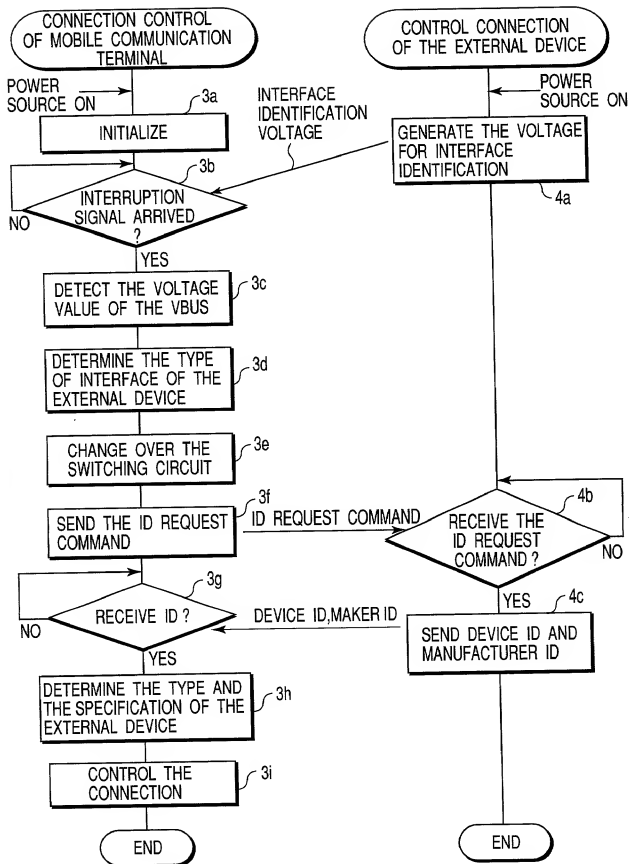 CONNECTION CONTROL
OF MOBILE COMMUNICATION
TERMINAL
POWER
SOURCE ON
3a
INITIALIZE
3b
INTERRUPTION
SIGNAL ARRIVED
?
NO
YES
DETECT THE VOLTAGE
VALUE OF THE VBUS
3c
DETERMINE THE TYPE
OF INTERFACE OF THE
EXTERNAL DEVICE
3d
CHANGE OVER THE
SWITCHING CIRCUIT
3e
3f
SEND THE ID REQUEST
COMMAND
ID REQUEST COMMAND
3g
RECEIVE ID ?
NO
YES
DEVICE ID,MAKER ID
DETERMINE THE TYPE AND
THE SPECIFICATION OF THE
EXTERNAL DEVICE
3h
CONTROL THE
CONNECTION
3i
END
CONTROL CONNECTION
OF THE EXTERNAL DEVICE
POWER
SOURCE ON
INTERFACE
IDENTIFICATION
VOLTAGE
GENERATE THE VOLTAGE
FOR INTERFACE
IDENTIFICATION
4a
4b
RECEIVE THE
ID REQUEST
COMMAND ?
NO
YES
4c
SEND DEVICE ID AND
MANUFACTURER ID
END